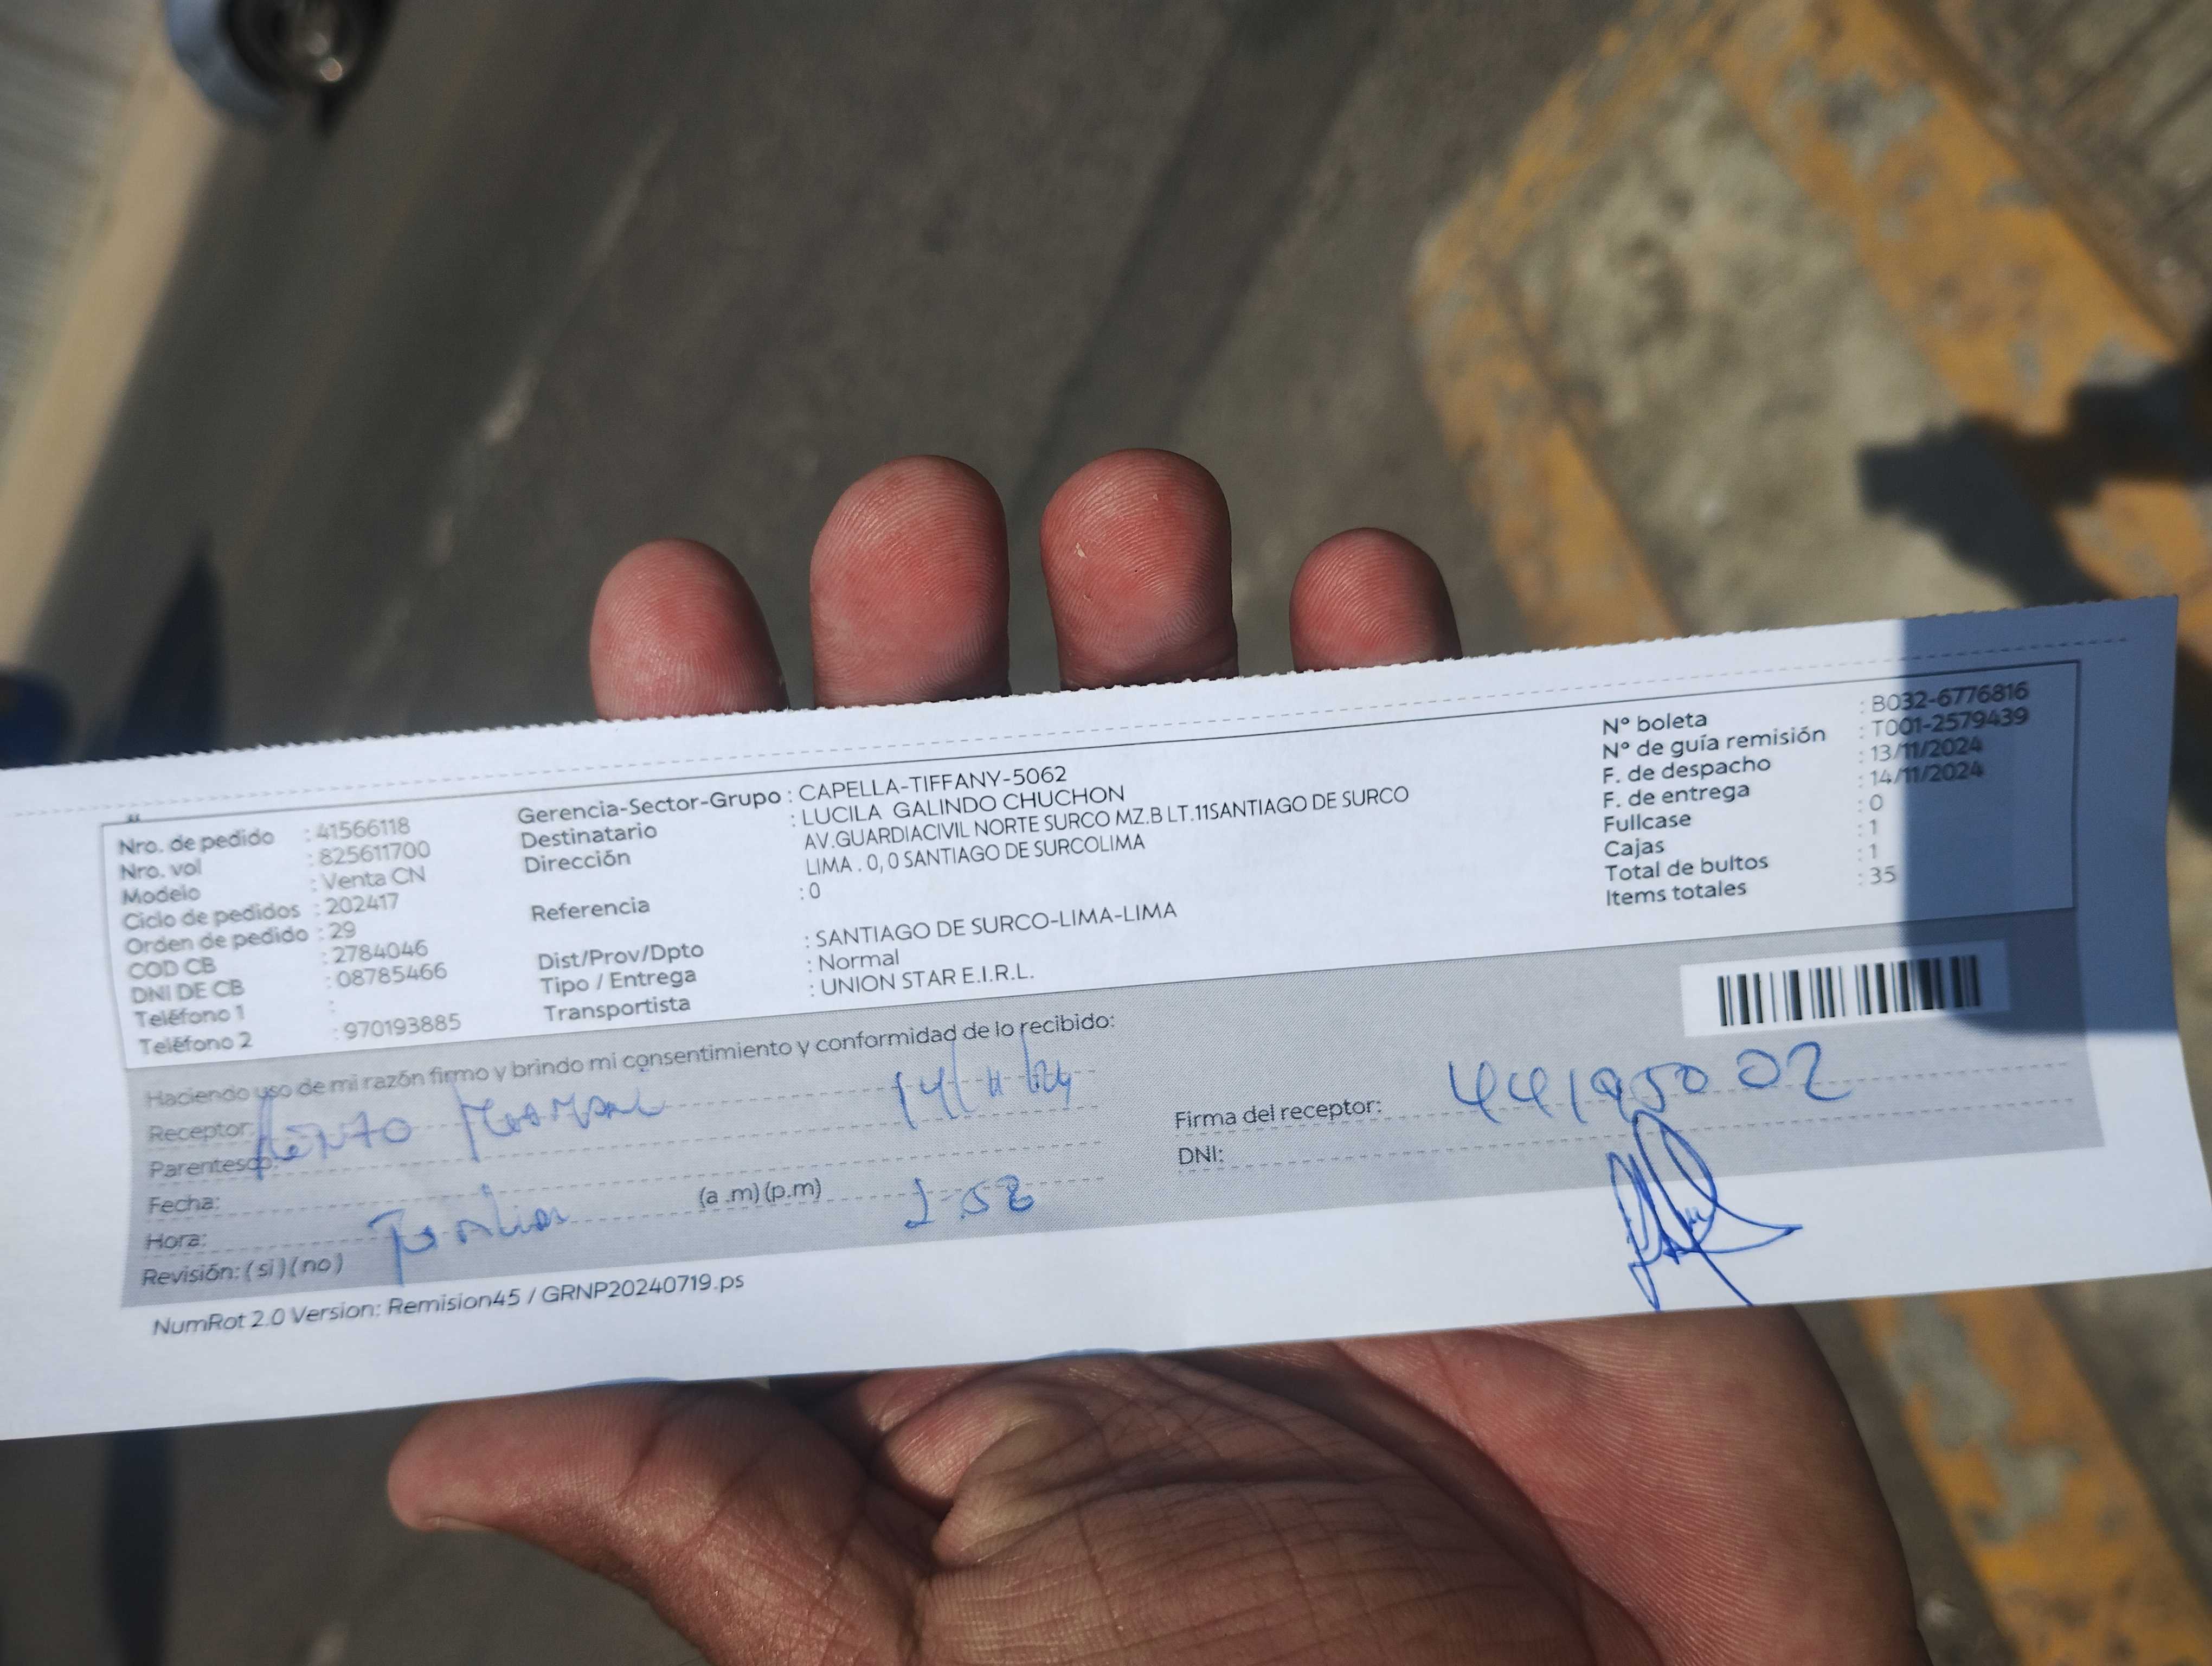 Nro. de pedido : 41566118
Nro. vol : 825611700
Modelo : Venta CN
Ciclo de pedidos : 202417
Orden de pedido : 29
COD CB : 2784046
DNI DE CB : 08785466
Teléfono 1 :
Teléfono 2 : 970193885
Gerencia-Sector-Grupo : CAPELLA-TIFFANY-5062
Destinatario : LUCILA GALINDO CHUCHON
Dirección AV.GUARDIACIVIL NORTE SURCO MZ.B LT.11SANTIAGO DE SURCO
LIMA . 0, 0 SANTIAGO DE SURCOLIMA
Referencia : 0
Dist/Prov/Dpto : SANTIAGO DE SURCO-LIMA-LIMA
Tipo / Entrega : Normal
Transportista : UNION STAR E.I.R.L.
Nº boleta : B032-6776816
Nº de guía remisión : T001-2579439
F. de despacho : 13/11/2024
F. de entrega : 14/11/2024
Fullcase : 0
Cajas : 1
Total de bultos : 1
Items totales : 35
Haciendo uso de mi razón firmo y brindo mi consentimiento y conformidad de lo recibido:
Receptor: 14/11/24
Parentesco:
Fecha:
Hora: (a .m) (p.m)
Revisión: ( si ) ( no )
Firma del receptor: 44195002
DNI:
NumRot 2.0 Version: Remision45 / GRNP20240719.ps